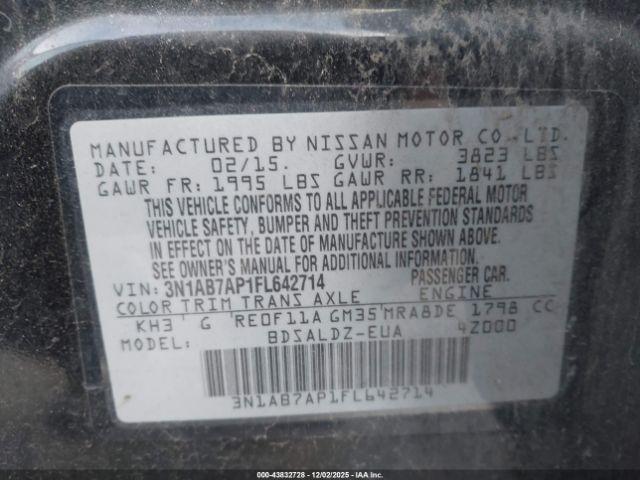 MANUFACTURED BY NISSAN MOTOR CO.,LTD.
DATE: 02/15. GVWR: 3823 LBS
GAWR FR: 1995 LBS GAWR RR: 1841 LBS
THIS VEHICLE CONFORMS TO ALL APPLICABLE FEDERAL MOTOR
VEHICLE SAFETY, BUMPER AND THEFT PREVENTION STANDARDS
IN EFFECT ON THE DATE OF MANUFACTURE SHOWN ABOVE.
SEE OWNER'S MANUAL FOR ADDITIONAL INFORMATION.
VIN: 3N1AB7AP1FL642714 PASSENGER CAR.
COLOR TRIM TRANS AXLE ENGINE
KH3 G RE0F11A GM35 MRA8DE 1798 CC
BDSALDZ-EUA 4Z000
3N1AB7AP1FL642714
000-43832728 - 12/02/2025 - COPART - IAA